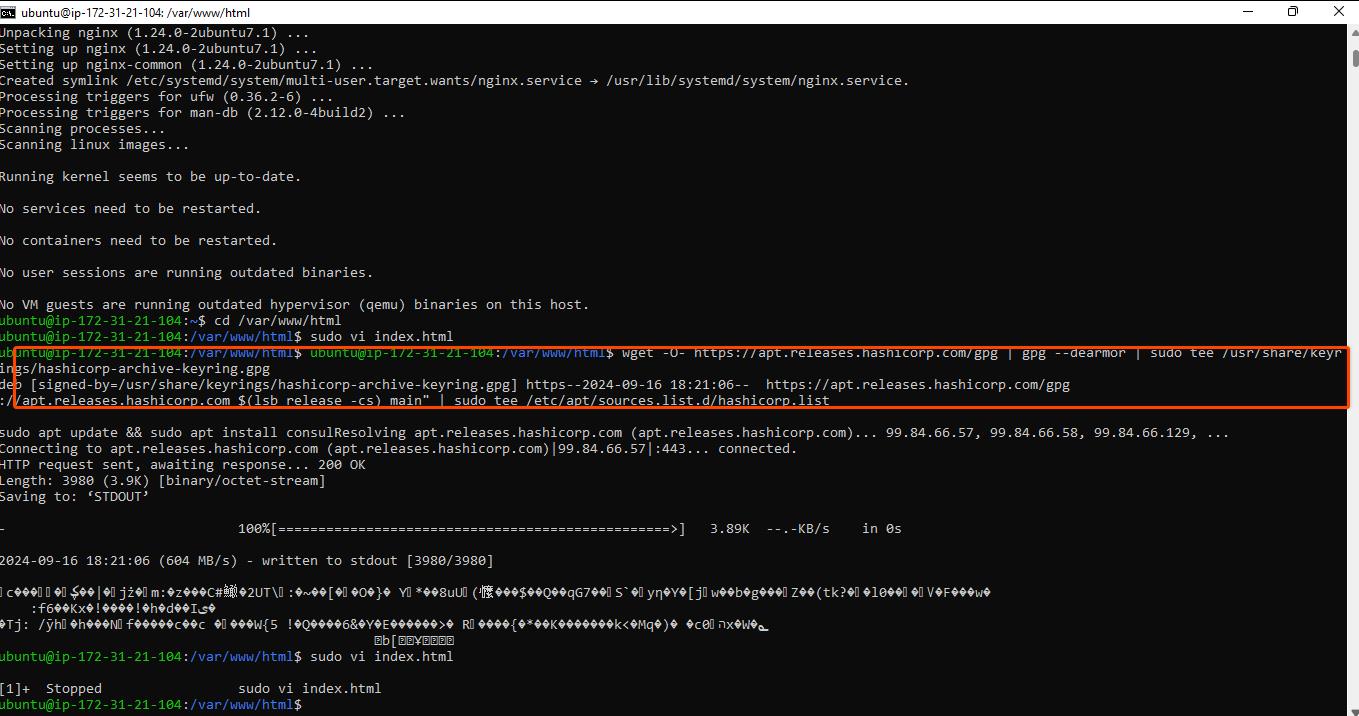 ubuntu@ip-172-31-21-104: /var/www/html
Unpacking nginx (1.24.0-2ubuntu7.1) ...
Setting up nginx (1.24.0-2ubuntu7.1) ...
Setting up nginx-common (1.24.0-2ubuntu7.1) ...
Created symlink /etc/systemd/system/multi-user.target.wants/nginx.service → /usr/lib/systemd/system/nginx.service.
Processing triggers for ufw (0.36.2-6) ...
Processing triggers for man-db (2.12.0-4build2) ...
Scanning processes...
Scanning linux images...
Running kernel seems to be up-to-date.
No services need to be restarted.
No containers need to be restarted.
No user sessions are running outdated binaries.
No VM guests are running outdated hypervisor (qemu) binaries on this host.
ubuntu@ip-172-31-21-104:~$ cd /var/www/html
ubuntu@ip-172-31-21-104:/var/www/html$ sudo vi index.html
ubuntu@ip-172-31-21-104:/var/www/html$ ubuntu@ip-172-31-21-104:/var/www/html$ wget -O- https://apt.releases.hashicorp.com/gpg | gpg --dearmor | sudo tee /usr/share/keyr
ings/hashicorp-archive-keyring.gpg
deb [signed-by=/usr/share/keyrings/hashicorp-archive-keyring.gpg] https--2024-09-16 18:21:06--  https://apt.releases.hashicorp.com/gpg
://apt.releases.hashicorp.com $(lsb_release -cs) main" | sudo tee /etc/apt/sources.list.d/hashicorp.list
sudo apt update && sudo apt install consulResolving apt.releases.hashicorp.com (apt.releases.hashicorp.com)... 99.84.66.57, 99.84.66.58, 99.84.66.129, ...
Connecting to apt.releases.hashicorp.com (apt.releases.hashicorp.com)|99.84.66.57|:443... connected.
HTTP request sent, awaiting response... 200 OK
Length: 3980 (3.9K) [binary/octet-stream]
Saving to: ‘STDOUT’
-                             100%[=================================================>]   3.89K  --.-KB/s    in 0s
2024-09-16 18:21:06 (604 MB/s) - written to stdout [3980/3980]
ubuntu@ip-172-31-21-104:/var/www/html$ sudo vi index.html
[1]+  Stopped                 sudo vi index.html
ubuntu@ip-172-31-21-104:/var/www/html$